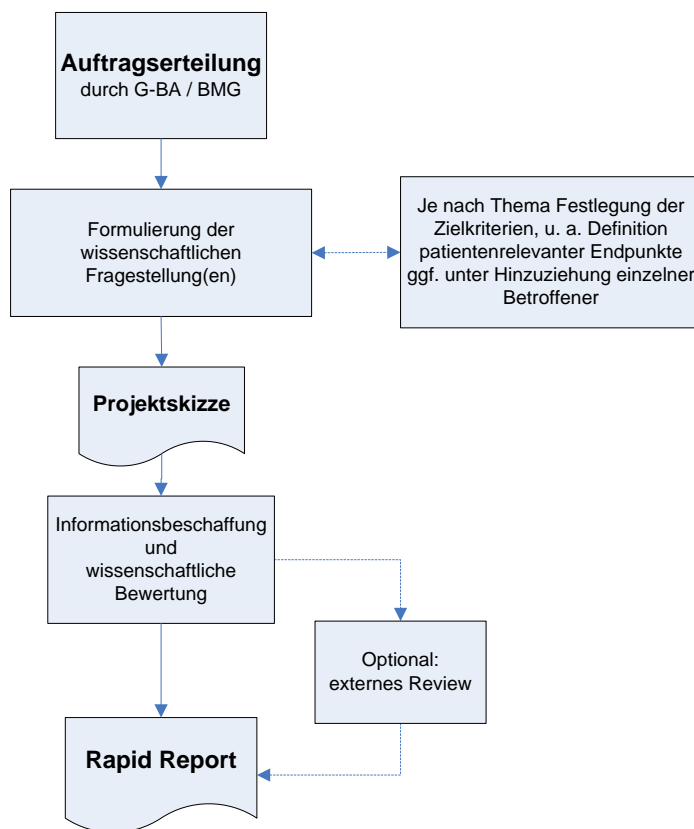 Auftragserteilung
durch G-BA / BMG
Formulierung der
wissenschaftlichen
Fragestellung(en)
Je nach Thema Festlegung der
Zielkriterien, u. a. Definition
patientenrelevanter Endpunkte
ggf. unter Hinzuziehung einzelner
Betroffener
Projektskizze
Informationsbeschaffung
und
wissenschaftliche
Bewertung
Optional:
externes Review
Rapid Report